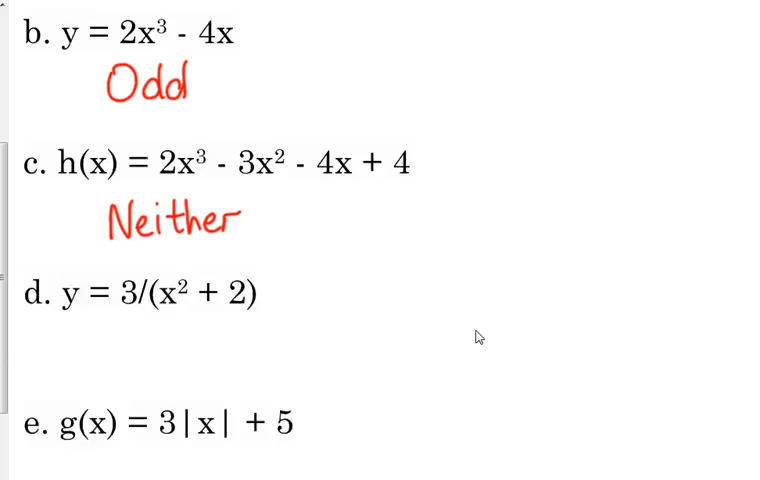 b. y = 2x³ - 4x
Odd
c. h(x) = 2x³ - 3x² - 4x + 4
Neither
d. y = 3/(x² + 2)
e. g(x) = 3|x| + 5